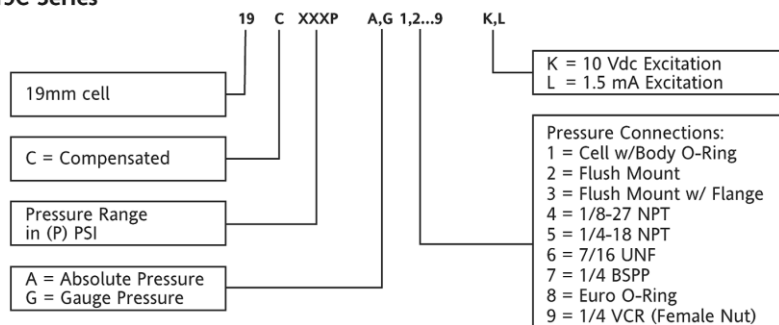 19 C XXXP A,G 1,2...9 K,L
19mm cell
C = Compensated
Pressure Range
in (P) PSI
A = Absolute Pressure
G = Gauge Pressure
K = 10 Vdc Excitation
L = 1.5 mA Excitation
Pressure Connections:
1 = Cell w/Body O-Ring
2 = Flush Mount
3 = Flush Mount w/ Flange
4 = 1/8-27 NPT
5 = 1/4-18 NPT
6 = 7/16 UNF
7 = 1/4 BSPP
8 = Euro O-Ring
9 = 1/4 VCR (Female Nut)